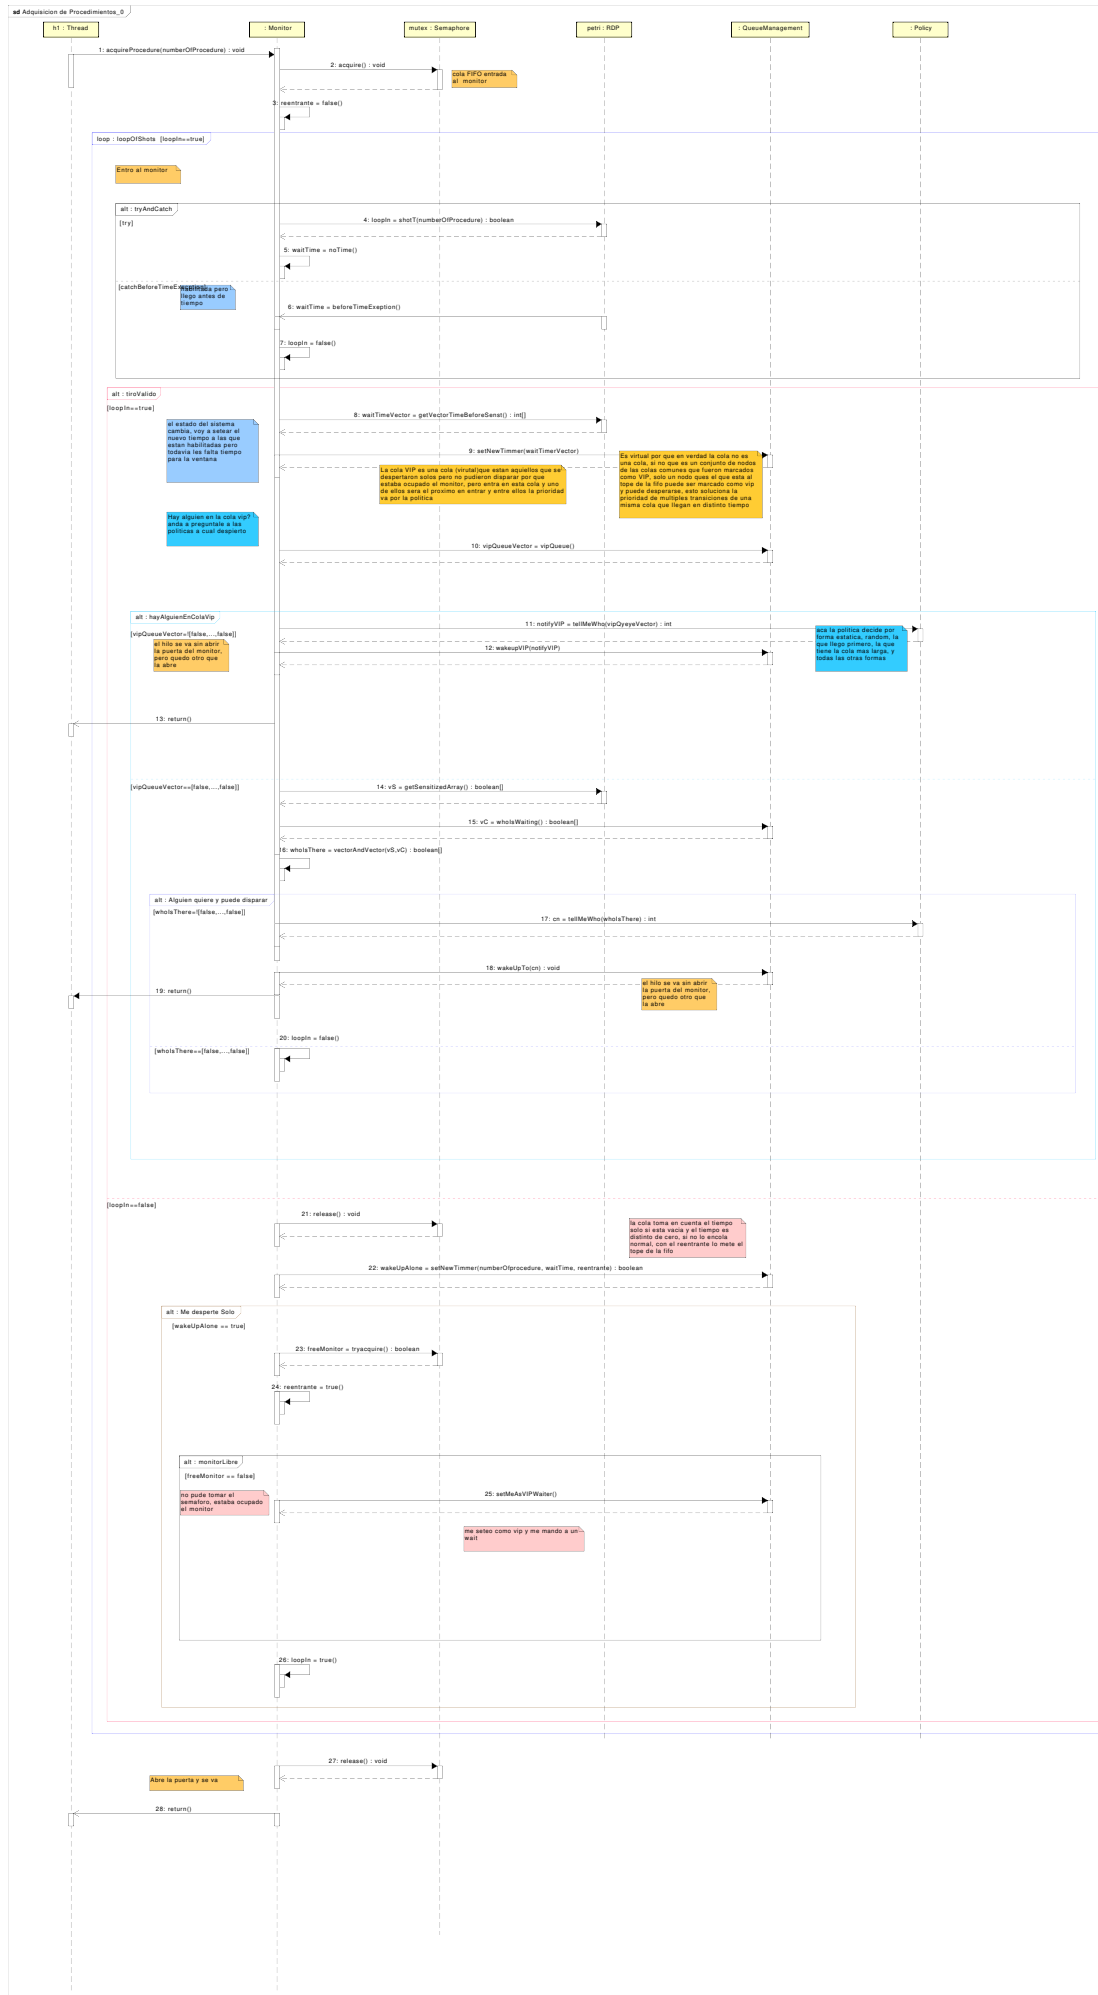 sd Adquisicion de Procedimientos_0
h1 : Thread
: Monitor
mutex : Semaphore
petri : RDP
: QueueManagement
: Policy
1: acquireProcedure(numberOfProcedure) : void
2: acquire() : void
cola FIFO entrada
al monitor
3: reentrante = false()
loop : loopOfShots [loopIn==true]
Entro al monitor
alt : tryAndCatch
[try]
4: loopIn = shotT(numberOfProcedure) : boolean
5: waitTime = noTime()
[catchBeforeTimeExeption]
habilitada pero
llego antes de
tiempo
6: waitTime = beforeTimeExeption()
7: loopIn = false()
alt : tiroValido
[loopIn==true]
8: waitTimeVector = getVectorTimeBeforeSenst() : int[]
el estado del sistema
cambia, voy a setear el
nuevo tiempo a las que
estan habilitadas pero
todavia les falta tiempo
para la ventana
9: setNewTimmer(waitTimerVector)
La cola VIP es una cola (virutal)que estan aquiellos que se
despertaron solos pero no pudieron disparar por que
estaba ocupado el monitor, pero entra en esta cola y uno
de ellos sera el proximo en entrar y entre ellos la prioridad
va por la politica
Es virtual por que en verdad la cola no es
una cola, si no que es un conjunto de nodos
de las colas comunes que fueron marcados
como VIP, solo un nodo ques el que esta al
tope de la fifo puede ser marcado como vip
y puede desperarse, esto soluciona la
prioridad de multiples transiciones de una
misma cola que llegan en distinto tiempo
Hay alguien en la cola vip?
anda a preguntale a las
politicas a cual despierto
10: vipQueueVector = vipQueue()
alt : hayAlguienEnColaVip
11: notifyVIP = tellMeWho(vipQyeyeVector) : int
[vipQueueVector=![false,...,false]]
el hilo se va sin abrir
la puerta del monitor,
pero quedo otro que
la abre
aca la politica decide por
forma estatica, random, la
que llego primero, la que
tiene la cola mas larga, y
todas las otras formas
12: wakeupVIP(notifyVIP)
13: return()
[vipQueueVector==[false,...,false]]
14: vS = getSensitizedArray() : boolean[]
15: vC = whoIsWaiting() : boolean[]
16: whoIsThere = vectorAndVector(vS,vC) : boolean[]
alt : Alguien quiere y puede disparar
[whoIsThere=![false,...,false]]
17: cn = tellMeWho(whoIsThere) : int
18: wakeUpTo(cn) : void
el hilo se va sin abrir
la puerta del monitor,
pero quedo otro que
la abre
19: return()
20: loopIn = false()
[whoIsThere==[false,...,false]]
[loopIn==false]
21: release() : void
la cola toma en cuenta el tiempo
solo si esta vacia y el tiempo es
distinto de cero, si no lo encola
normal, con el reentrante lo mete el
tope de la fifo
22: wakeUpAlone = setNewTimmer(numberOfprocedure, waitTime, reentrante) : boolean
alt : Me desperte Solo
[wakeUpAlone == true]
23: freeMonitor = tryacquire() : boolean
24: reentrante = true()
alt : monitorLibre
[freeMonitor == false]
no pude tomar el
semaforo, estaba ocupado
el monitor
25: setMeAsVIPWaiter()
me seteo como vip y me mando a un
wait
26: loopIn = true()
27: release() : void
Abre la puerta y se va
28: return()